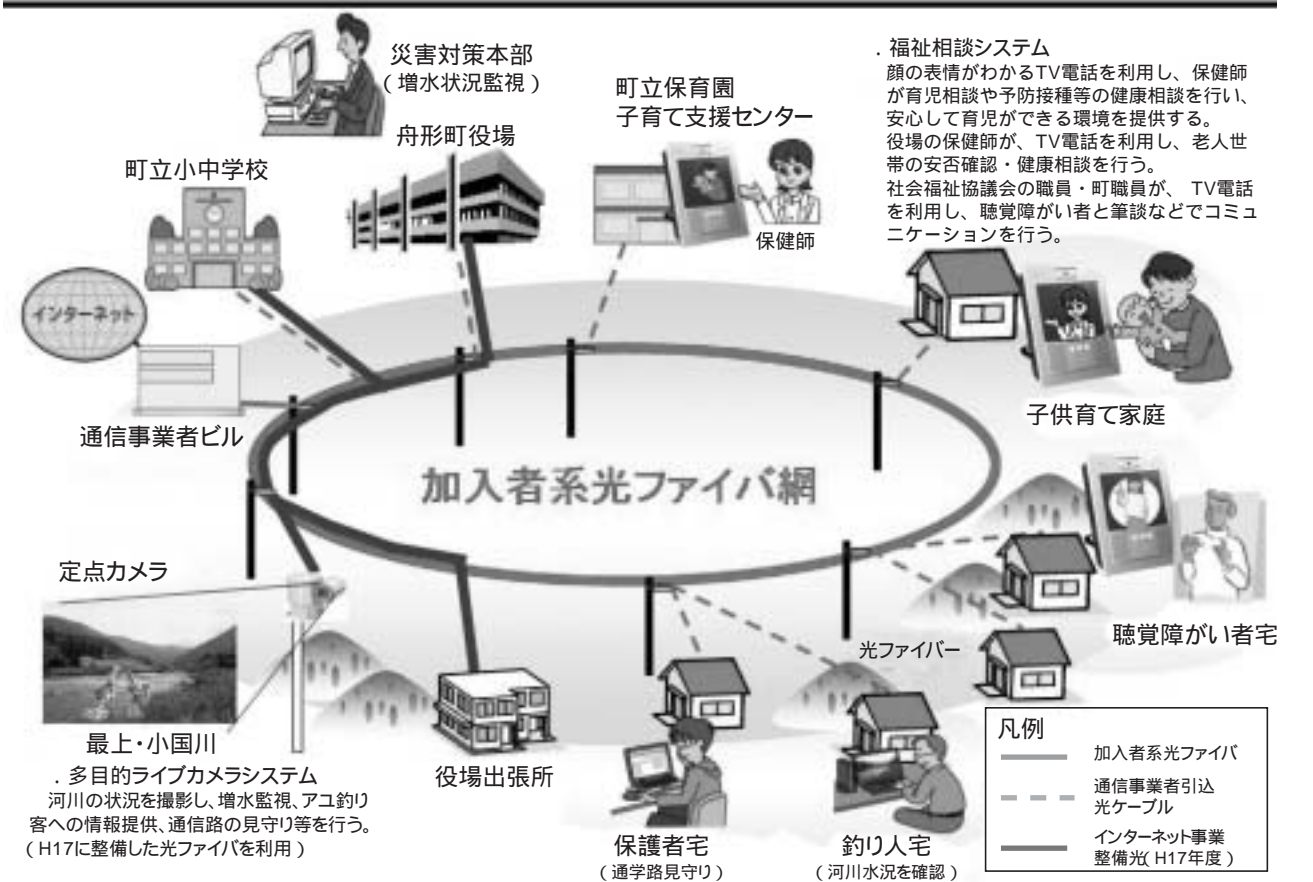 災害対策本部
(増水状況監視)
舟形町役場
町立小中学校
インターネット
通信事業者ビル
町立保育園
子育て支援センター
保健師
. 福祉相談システム
顔の表情がわかるTV電話を利用し、保健師
が育児相談や予防接種等の健康相談を行い、
安心して育児ができる環境を提供する。
役場の保健師が、TV電話を利用し、老人世
帯の安否確認・健康相談を行う。
社会福祉協議会の職員・町職員が、 TV電話
を利用し、聴覚障がい者と筆談などでコミュ
ニケーションを行う。
子供育て家庭
加入者系光ファイバ網
定点カメラ
最上・小国川
. 多目的ライブカメラシステム
河川の状況を撮影し、増水監視、アユ釣り
客への情報提供、通信路の見守り等を行う。
(H17に整備した光ファイバを利用)
役場出張所
保護者宅
(通学路見守り)
釣り人宅
(河川水況を確認)
光ファイバー
聴覚障がい者宅
凡例
加入者系光ファイバ
通信事業者引込
光ケーブル
インターネット事業
整備光(H17年度)